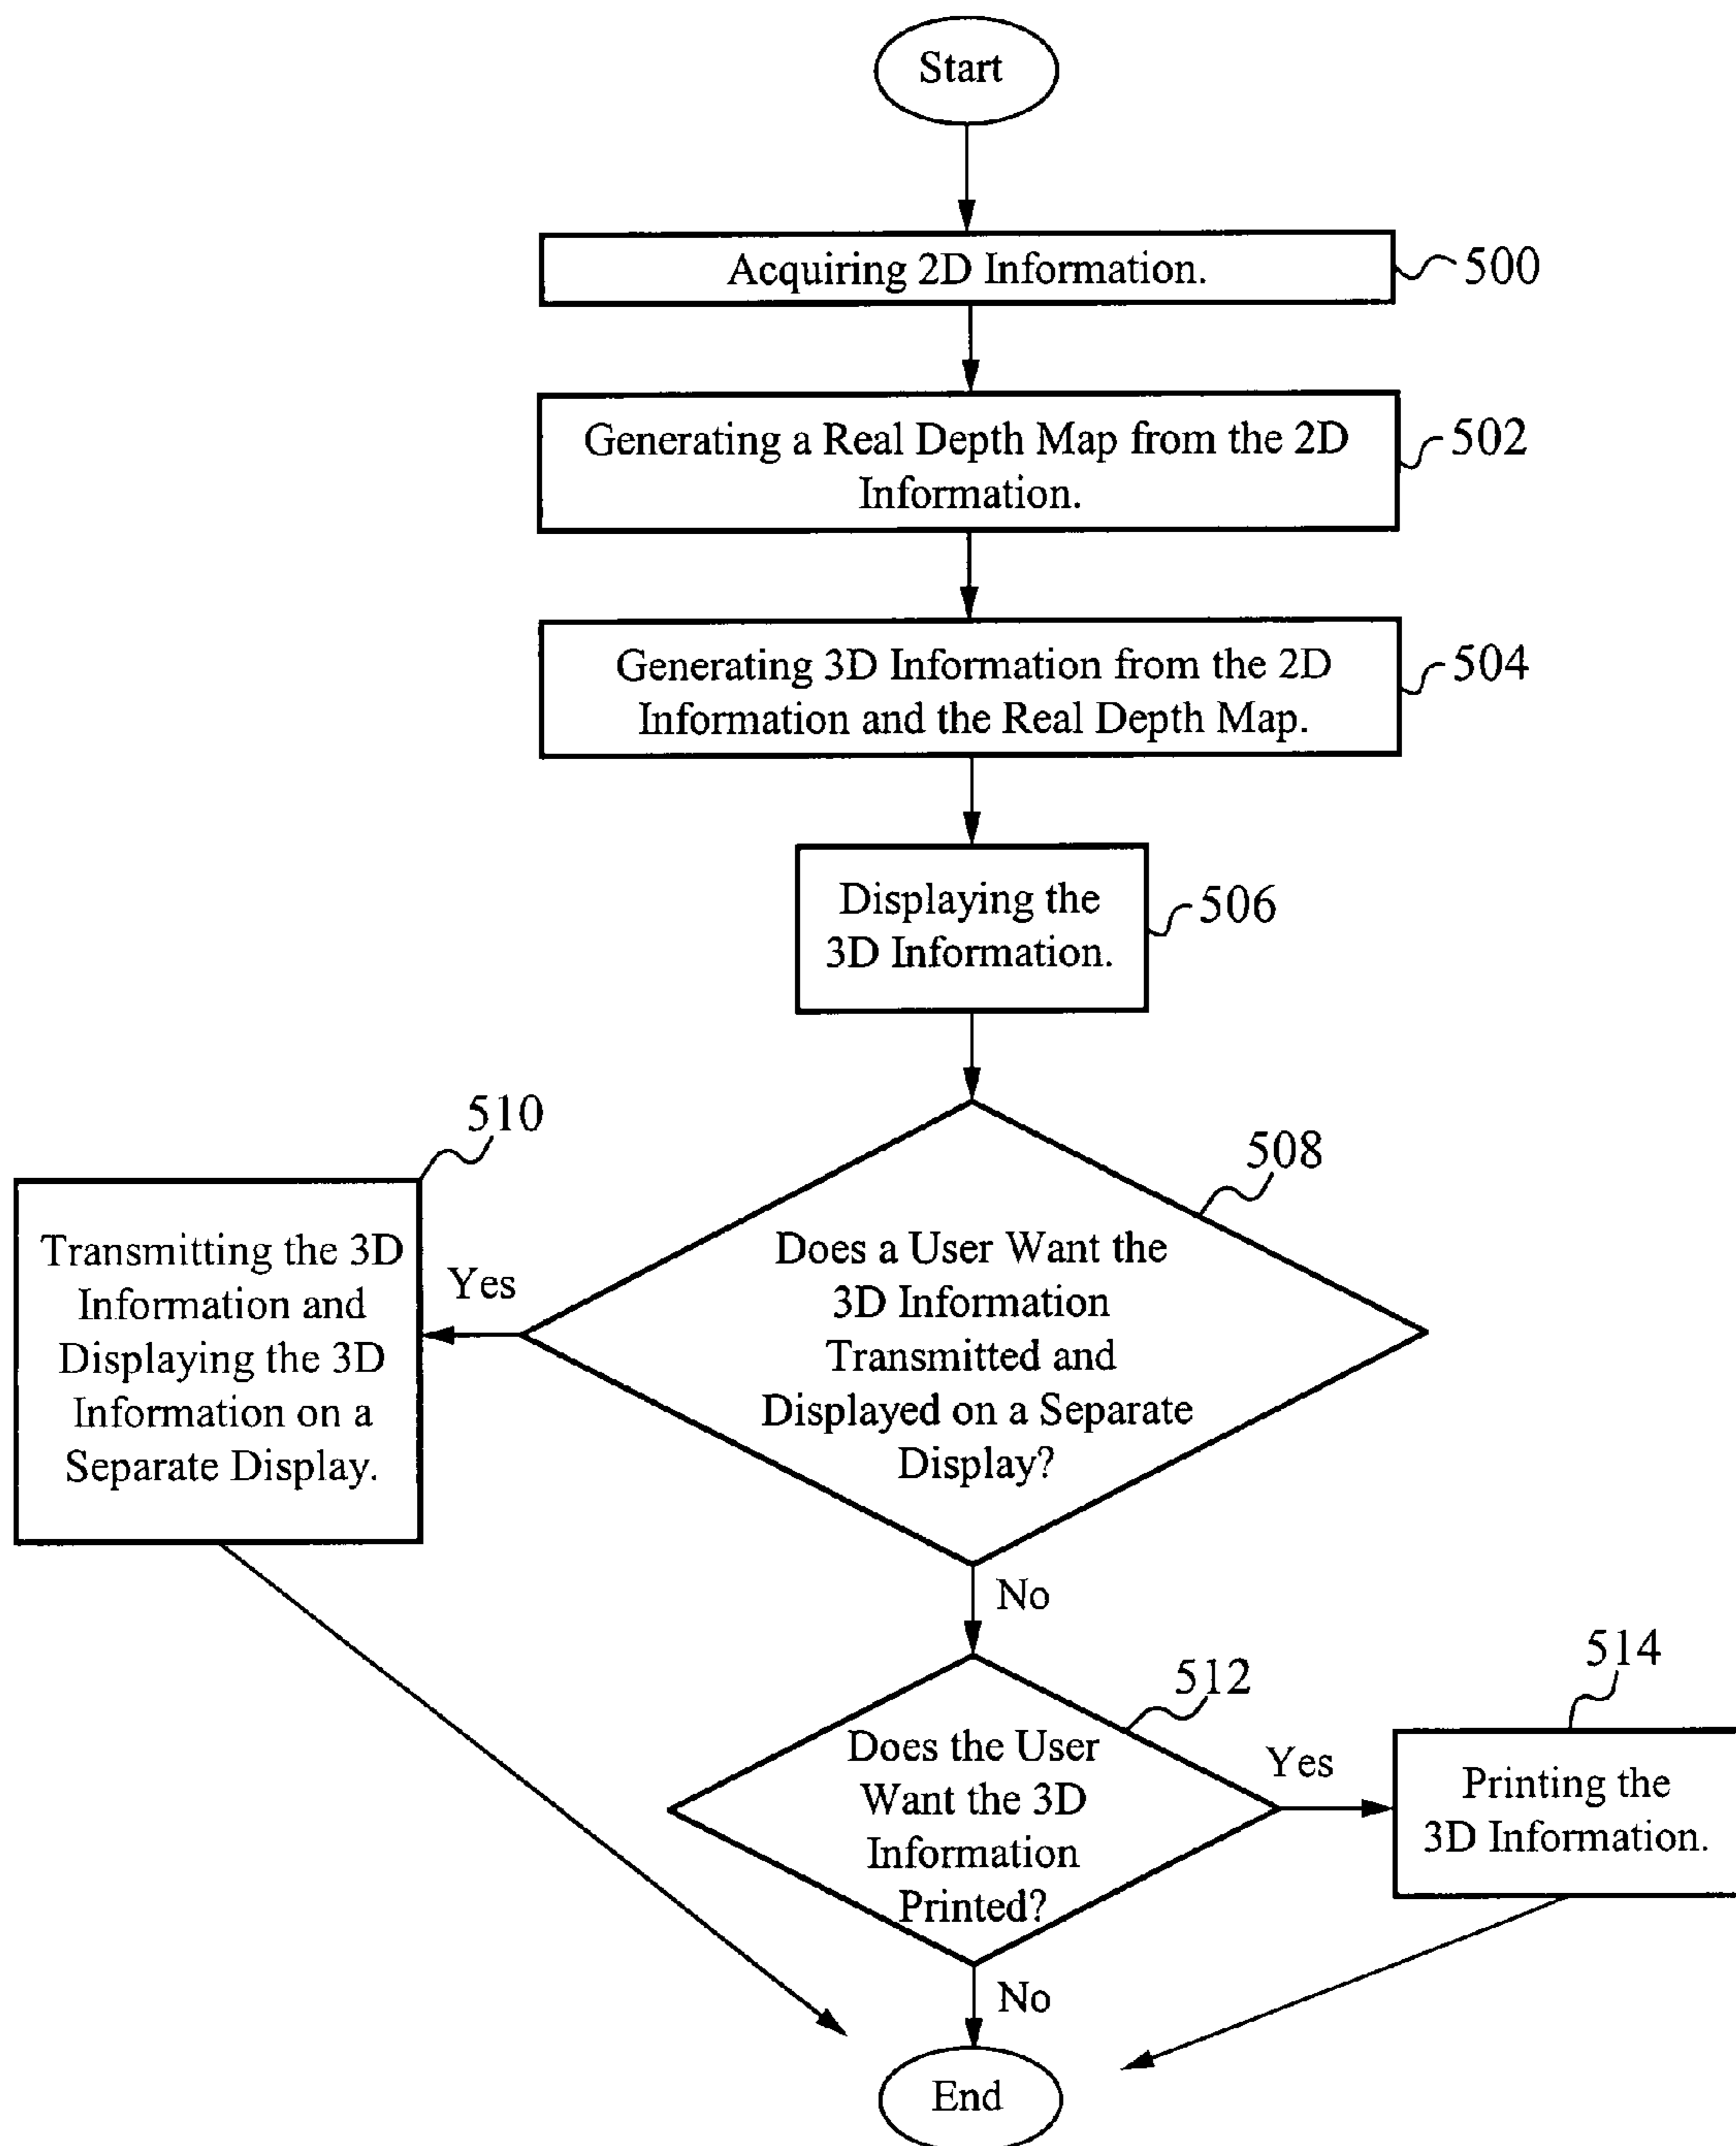 Start
Acquiring 2D Information.
500
Generating a Real Depth Map from the 2D
Information.
502
Generating 3D Information from the 2D
Information and the Real Depth Map.
504
Displaying the
3D Information.
506
508
Does a User Want the
3D Information
Transmitted and
Displayed on a Separate
Display?
Yes
510
Transmitting the 3D
Information and
Displaying the 3D
Information on a
Separate Display.
No
512
Does the User
Want the 3D
Information
Printed?
Yes
514
Printing the
3D Information.
No
End